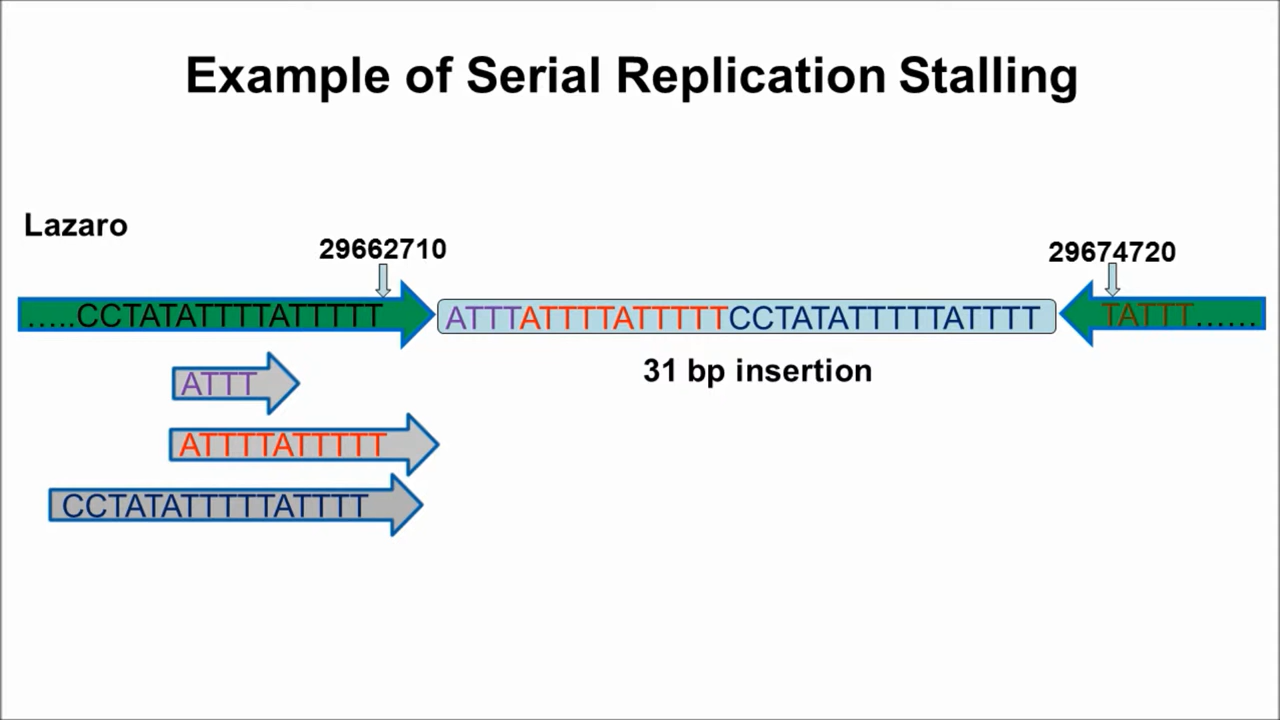 Example of Serial Replication Stalling
Lazaro
29662710
29674720
.....CCTATATTTTATTTTT
ATTTATTTTATTTTTCCTATATTTTTATTTT
TATTT......
31 bp insertion
ATTT
ATTTTATTTTT
CCTATATTTTTATTTT